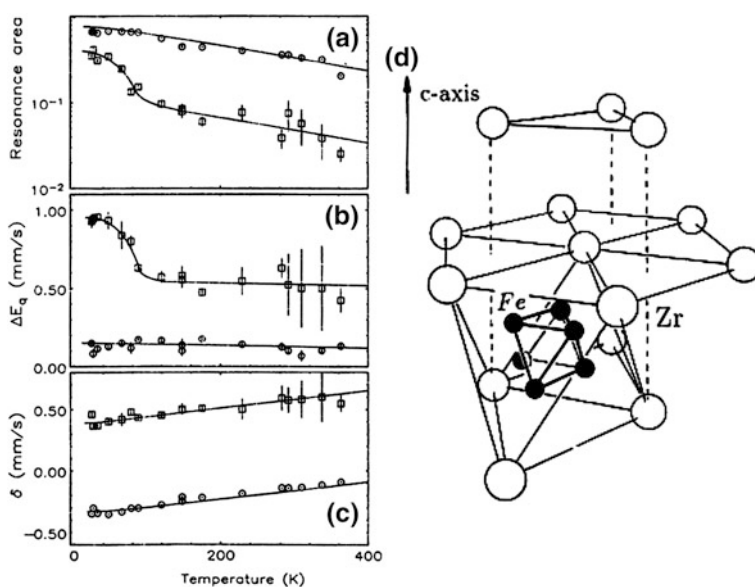 (a)
Resonance area
10⁰
10⁻¹
10⁻²
(b)
ΔE_q (mm/s)
1.00
0.50
0.00
(c)
δ (mm/s)
0.50
0.00
−0.50
0
200
400
Temperature (K)
(d)
c-axis
Fe
Zr